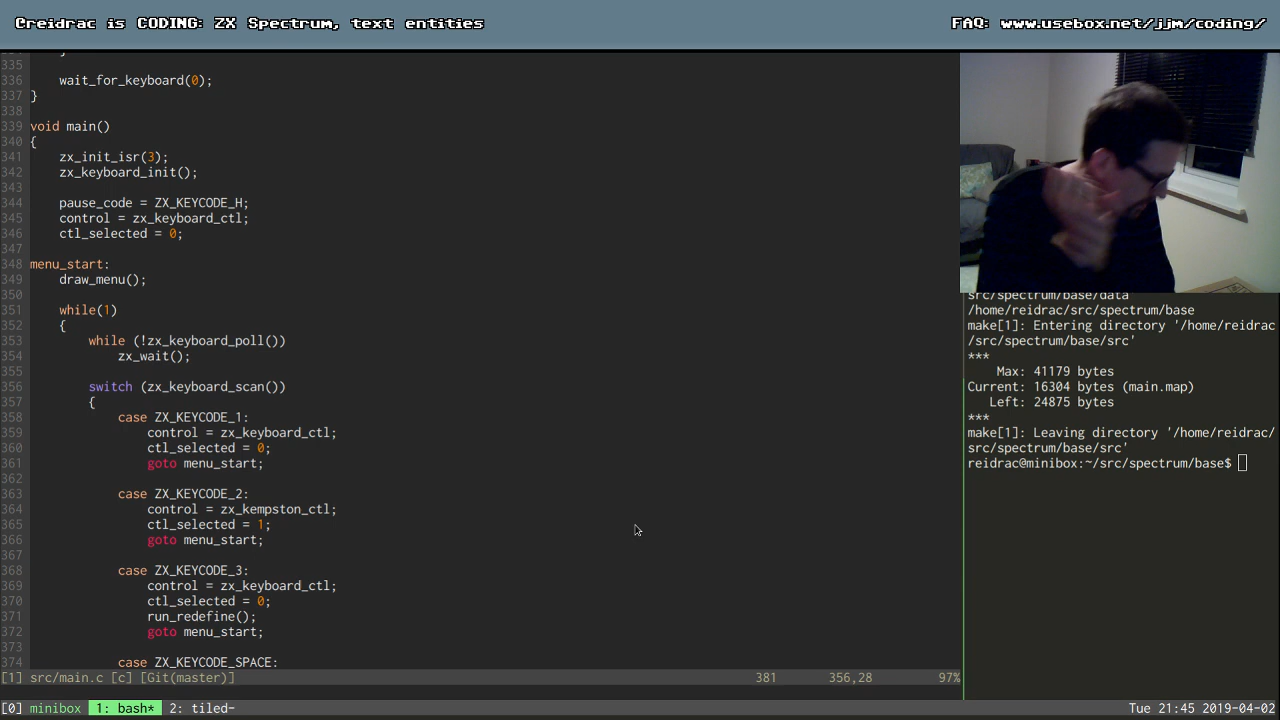 Creidrac is CODING: ZX Spectrum, text entities
FAQ: www.usebox.net/jjm/coding/
335
336 wait_for_keyboard(0);
337 }
338
339 void main()
340 {
341 zx_init_isr(3);
342 zx_keyboard_init();
343
344 pause_code = ZX_KEYCODE_H;
345 control = zx_keyboard_ctl;
346 ctl_selected = 0;
347
348 menu_start:
349 draw_menu();
350
351 while(1)
352 {
353 while (!zx_keyboard_poll())
354 zx_wait();
355
356 switch (zx_keyboard_scan())
357 {
358 case ZX_KEYCODE_1:
359 control = zx_keyboard_ctl;
360 ctl_selected = 0;
361 goto menu_start;
362
363 case ZX_KEYCODE_2:
364 control = zx_kempston_ctl;
365 ctl_selected = 1;
366 goto menu_start;
367
368 case ZX_KEYCODE_3:
369 control = zx_keyboard_ctl;
370 ctl_selected = 0;
371 run_redefine();
372 goto menu_start;
373
374 case ZX_KEYCODE_SPACE:
[1] src/main.c [c] [Git(master)] 381 356,28 97%
src/spectrum/base/data
/home/reidrac/src/spectrum/base
make[1]: Entering directory '/home/reidrac
/src/spectrum/base/src'
***
Max: 41179 bytes
Current: 16304 bytes (main.map)
Left: 24875 bytes
***
make[1]: Leaving directory '/home/reidrac/
src/spectrum/base/src'
reidrac@minibox:~/src/spectrum/base$
[0] minibox 1: bash* 2: tiled- Tue 21:45 2019-04-02